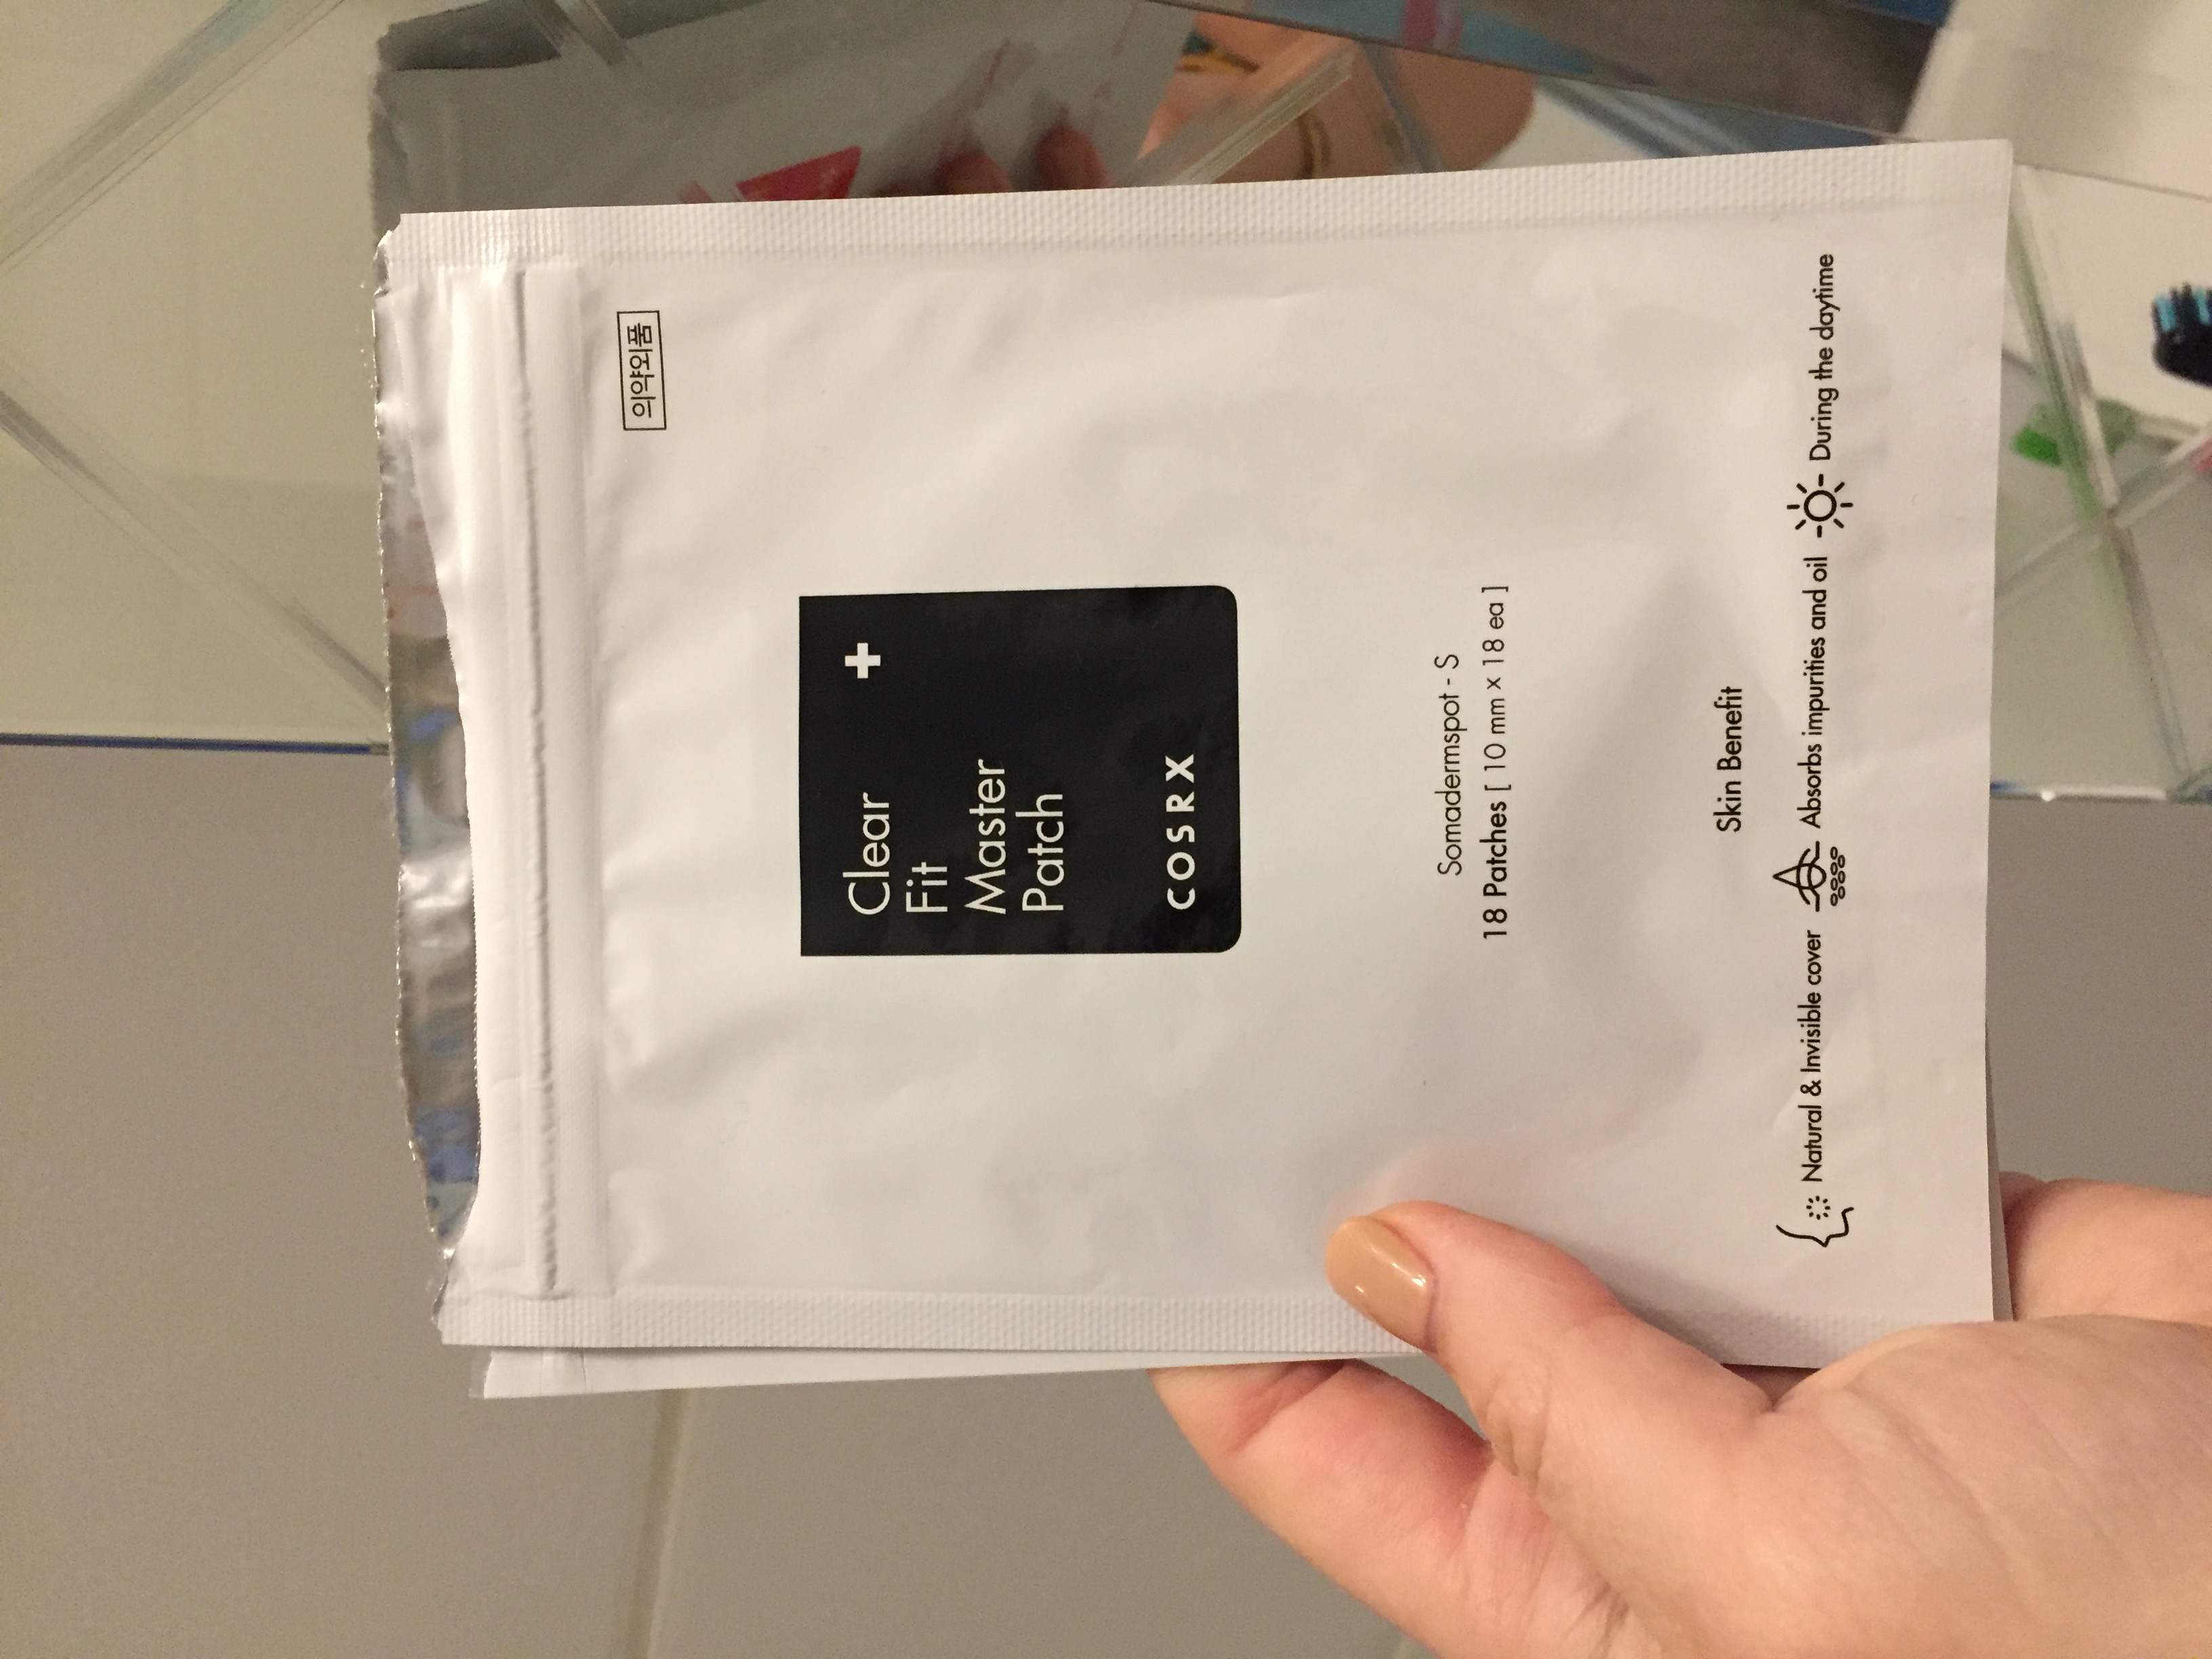 의약외품
Clear
Fit
Master
Patch
COSRX
Somadermspot - S
18 Patches [ 10 mm x 18 ea ]
Skin Benefit
Natural & Invisible cover Absorbs impurities and oil During the daytime